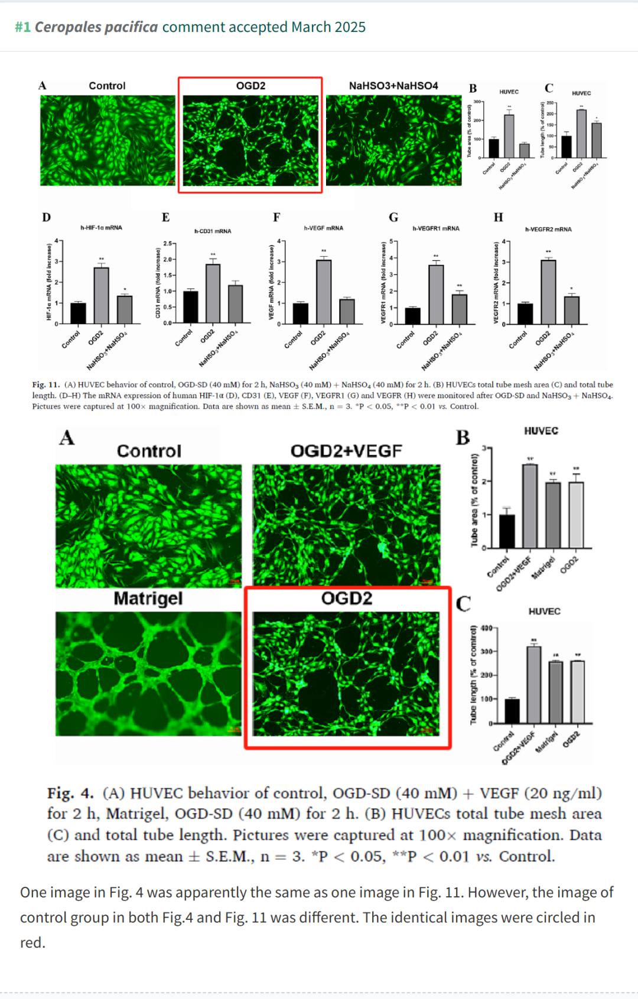 #1 Ceropales pacifica comment accepted March 2025
A Control OGD2 NaHSO3+NaHSO4 B HUVEC C HUVEC
Tube area (% of control)
300
200
100
0
Control OGD2 NaHSO₃+NaHSO₄
**
Tube length (% of control)
250
200
150
100
50
0
Control OGD2 NaHSO₃+NaHSO₄
**
*
D h-HIF-1α mRNA
HIF-1α mRNA (fold increase)
4
3
2
1
0
**
*
Control OGD2 NaHSO₃+NaHSO₄
E h-CD31 mRNA
CD31 mRNA (fold increase)
2.5
2.0
1.5
1.0
0.5
0.0
**
Control OGD2 NaHSO₃+NaHSO₄
F h-VEGF mRNA
VEGF mRNA (fold increase)
4
3
2
1
0
**
Control OGD2 NaHSO₃+NaHSO₄
G h-VEGFR1 mRNA
VEGFR1 mRNA (fold increase)
5
4
3
2
1
0
**
**
Control OGD2 NaHSO₃+NaHSO₄
H h-VEGFR2 mRNA
VEGFR2 mRNA (fold increase)
4
3
2
1
0
**
*
Control OGD2 NaHSO₃+NaHSO₄
Fig. 11. (A) HUVEC behavior of control, OGD-SD (40 mM) for 2 h, NaHSO₃ (40 mM) + NaHSO₄ (40 mM) for 2 h. (B) HUVECs total tube mesh area (C) and total tube
length. (D–H) The mRNA expression of human HIF-1α (D), CD31 (E), VEGF (F), VEGFR1 (G) and VEGFR (H) were monitored after OGD-SD and NaHSO₃ + NaHSO₄.
Pictures were captured at 100× magnification. Data are shown as mean ± S.E.M., n = 3. *P < 0.05, **P < 0.01 vs. Control.
A
Control OGD2+VEGF
Matrigel OGD2
B HUVEC
Tube area (% of control)
3
2
1
0
**
**
**
Control OGD2+VEGF Matrigel OGD2
C HUVEC
Tube length (% of comtrol)
400
300
200
100
0
**
**
**
Control OGD2+VEGF Matrigel OGD2
Fig. 4. (A) HUVEC behavior of control, OGD-SD (40 mM) + VEGF (20 ng/ml)
for 2 h, Matrigel, OGD-SD (40 mM) for 2 h. (B) HUVECs total tube mesh area
(C) and total tube length. Pictures were captured at 100× magnification. Data
are shown as mean ± S.E.M., n = 3. *P < 0.05, **P < 0.01 vs. Control.
One image in Fig. 4 was apparently the same as one image in Fig. 11. However, the image of
control group in both Fig.4 and Fig. 11 was different. The identical images were circled in
red.